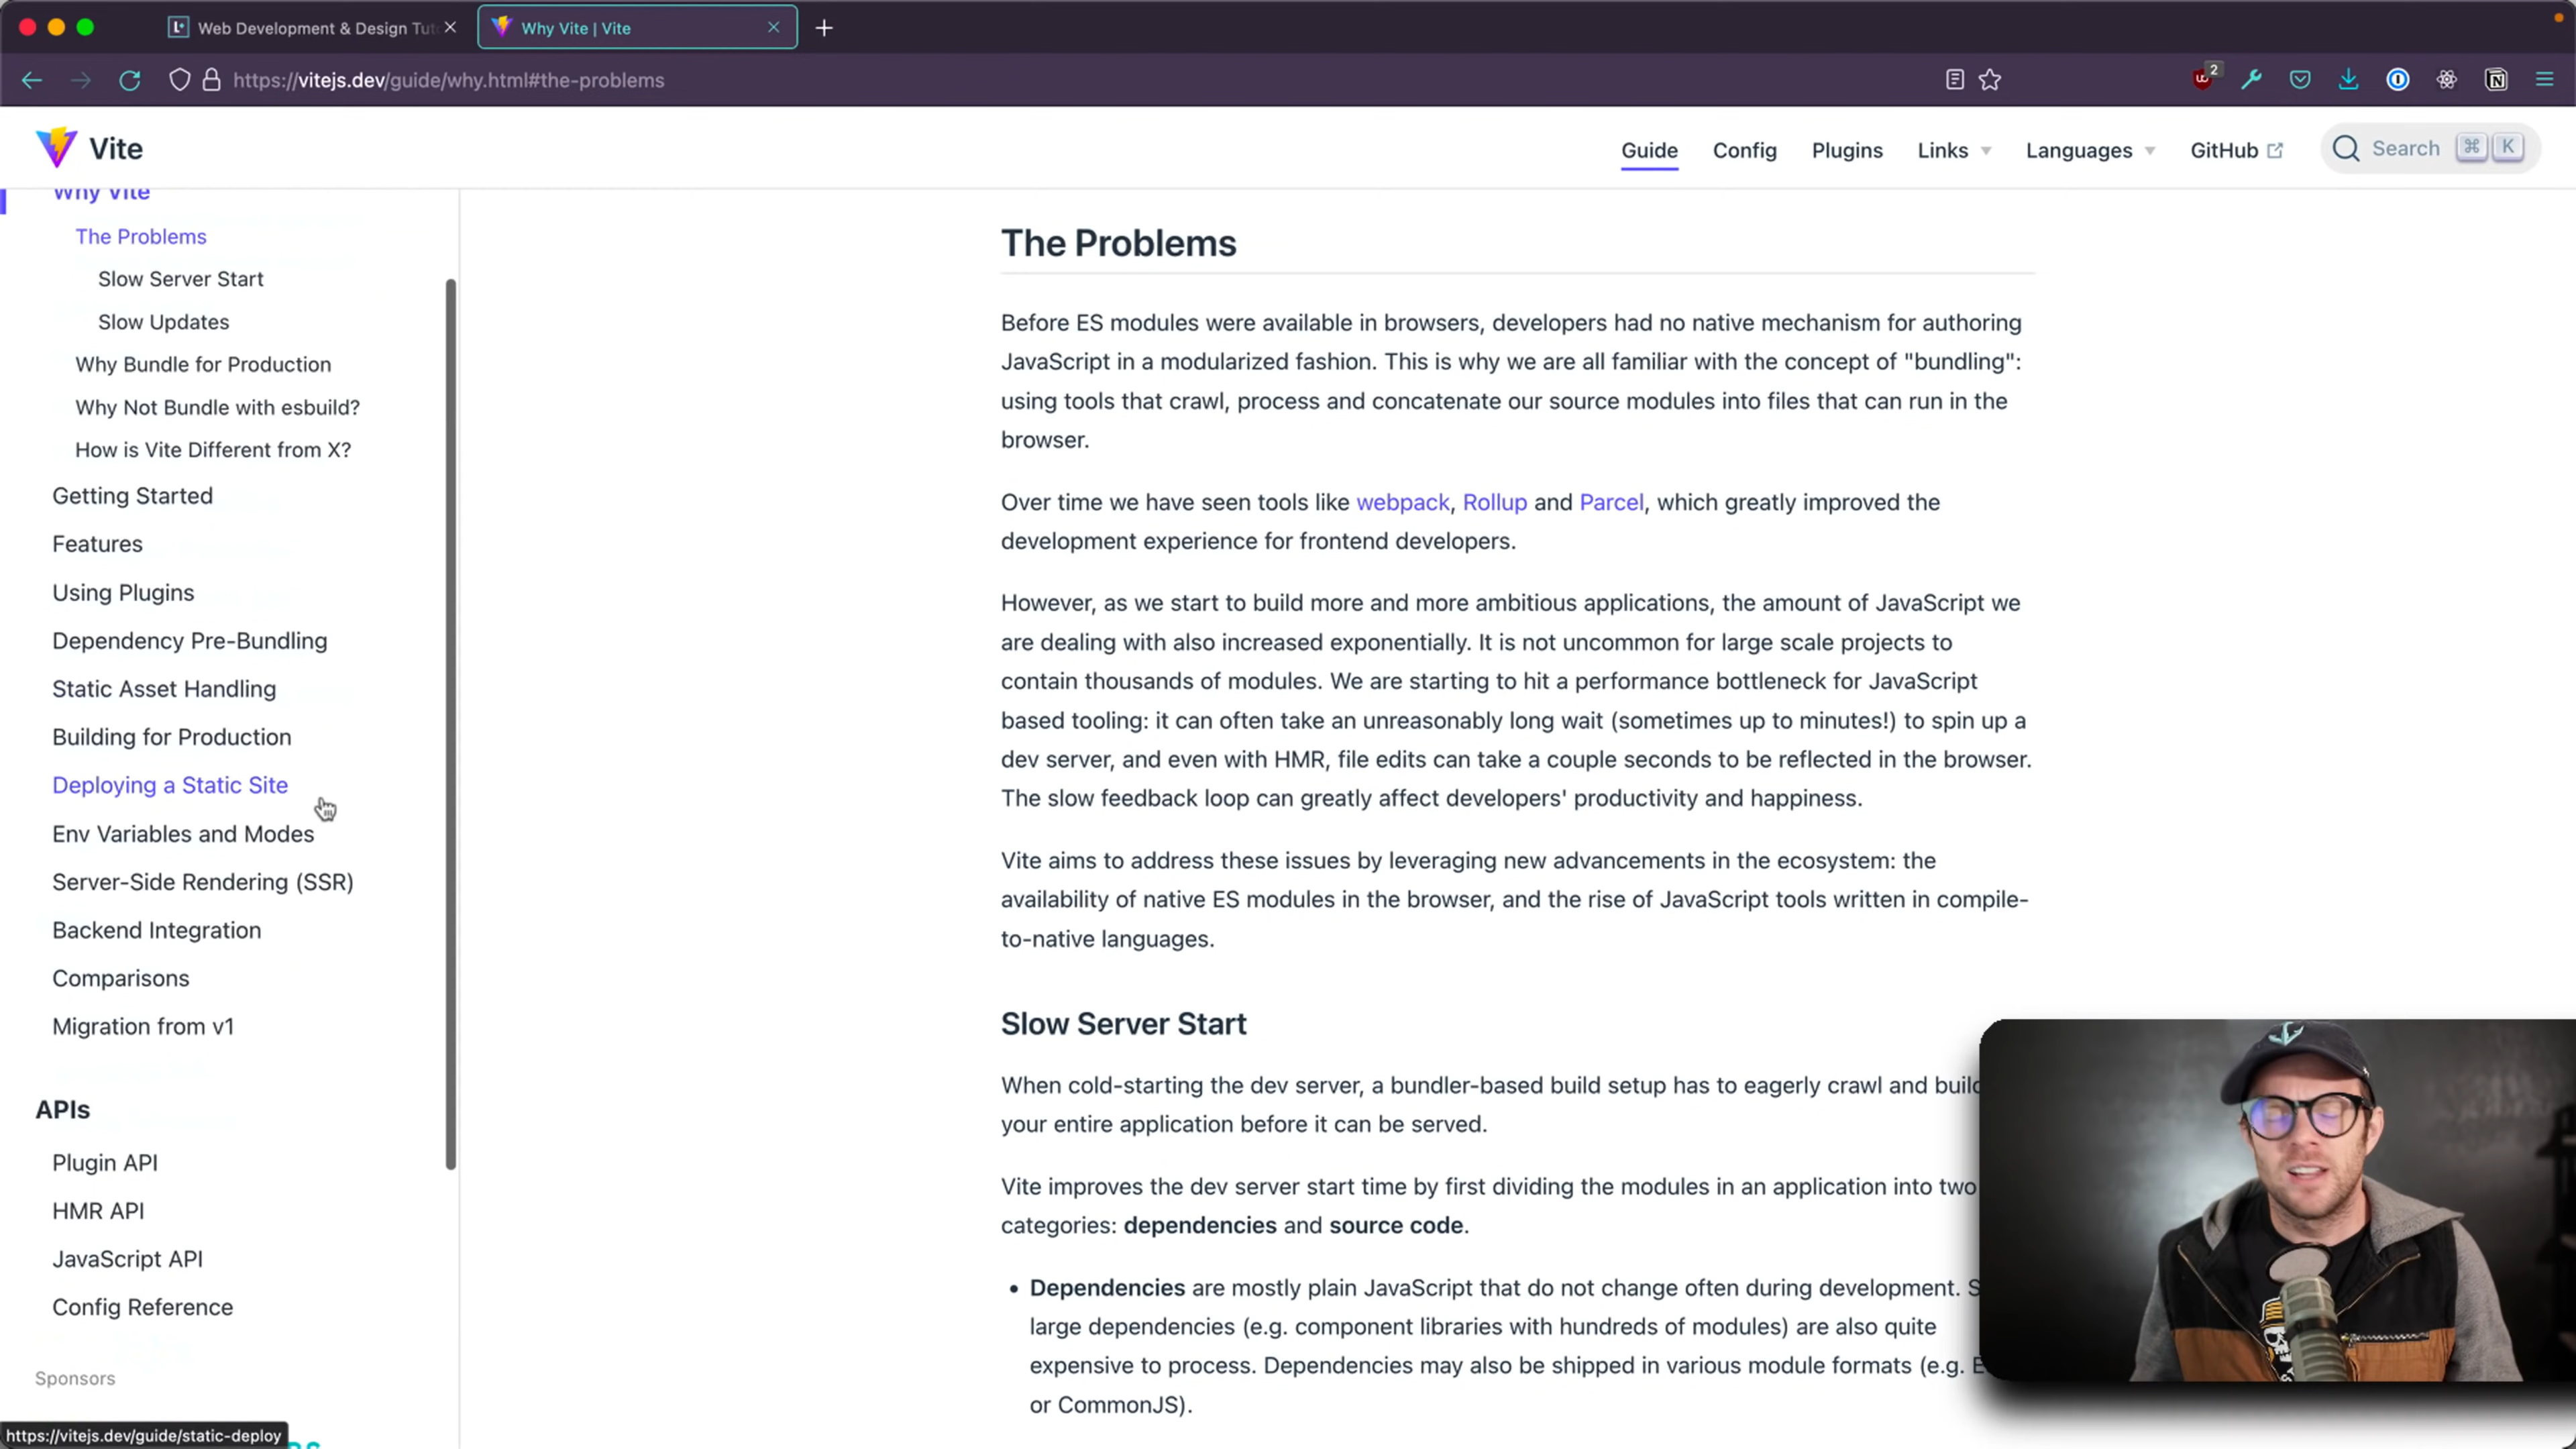 Web Development & Design Tut
Why Vite | Vite
https://vitejs.dev/guide/why.html#the-problems
2
Vite
Guide
Config
Plugins
Links
Languages
GitHub
Search
⌘ K
Why Vite
The Problems
Slow Server Start
Slow Updates
Why Bundle for Production
Why Not Bundle with esbuild?
How is Vite Different from X?
Getting Started
Features
Using Plugins
Dependency Pre-Bundling
Static Asset Handling
Building for Production
Deploying a Static Site
Env Variables and Modes
Server-Side Rendering (SSR)
Backend Integration
Comparisons
Migration from v1
APIs
Plugin API
HMR API
JavaScript API
Config Reference
Sponsors
https://vitejs.dev/guide/static-deploy
The Problems
Before ES modules were available in browsers, developers had no native mechanism for authoring
JavaScript in a modularized fashion. This is why we are all familiar with the concept of "bundling":
using tools that crawl, process and concatenate our source modules into files that can run in the
browser.
Over time we have seen tools like webpack, Rollup and Parcel, which greatly improved the
development experience for frontend developers.
However, as we start to build more and more ambitious applications, the amount of JavaScript we
are dealing with also increased exponentially. It is not uncommon for large scale projects to
contain thousands of modules. We are starting to hit a performance bottleneck for JavaScript
based tooling: it can often take an unreasonably long wait (sometimes up to minutes!) to spin up a
dev server, and even with HMR, file edits can take a couple seconds to be reflected in the browser.
The slow feedback loop can greatly affect developers' productivity and happiness.
Vite aims to address these issues by leveraging new advancements in the ecosystem: the
availability of native ES modules in the browser, and the rise of JavaScript tools written in compile-
to-native languages.
Slow Server Start
When cold-starting the dev server, a bundler-based build setup has to eagerly crawl and build
your entire application before it can be served.
Vite improves the dev server start time by first dividing the modules in an application into two
categories: dependencies and source code.
• Dependencies are mostly plain JavaScript that do not change often during development. S
large dependencies (e.g. component libraries with hundreds of modules) are also quite
expensive to process. Dependencies may also be shipped in various module formats (e.g. E
or CommonJS).